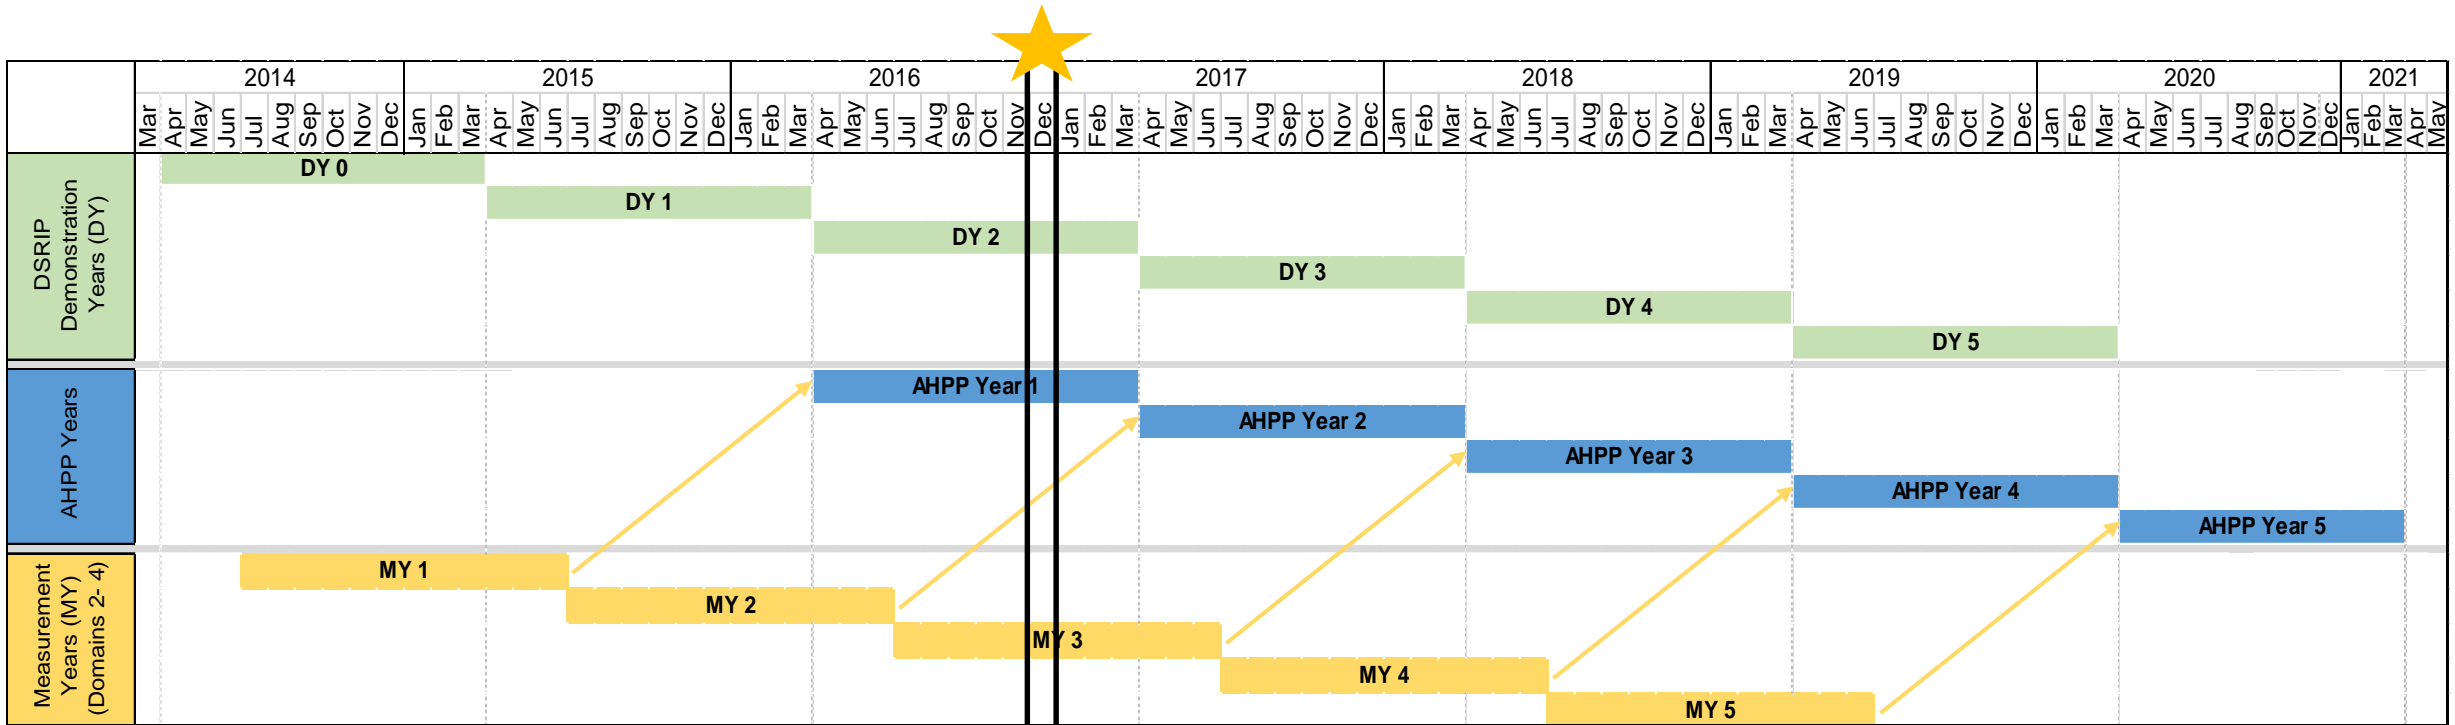 2014 2015 2016 2017 2018 2019 2020 2021
Mar Apr May Jun Jul Aug Sep Oct Nov Dec Jan Feb Mar Apr May Jun Jul Aug Sep Oct Nov Dec Jan Feb Mar Apr May Jun Jul Aug Sep Oct Nov Dec Jan Feb Mar Apr May Jun Jul Aug Sep Oct Nov Dec Jan Feb Mar Apr May Jun Jul Aug Sep Oct Nov Dec Jan Feb Mar Apr May Jun Jul Aug Sep Oct Nov Dec Jan Feb Mar Apr May Jun Jul Aug Sep Oct Nov Dec Jan Feb Mar Apr May
DSRIP
Demonstration
Years (DY)
DY 0
DY 1
DY 2
DY 3
DY 4
DY 5
AHPP Years
AHPP Year 1
AHPP Year 2
AHPP Year 3
AHPP Year 4
AHPP Year 5
Measurement
Years (MY)
(Domains 2- 4)
MY 1
MY 2
MY 3
MY 4
MY 5